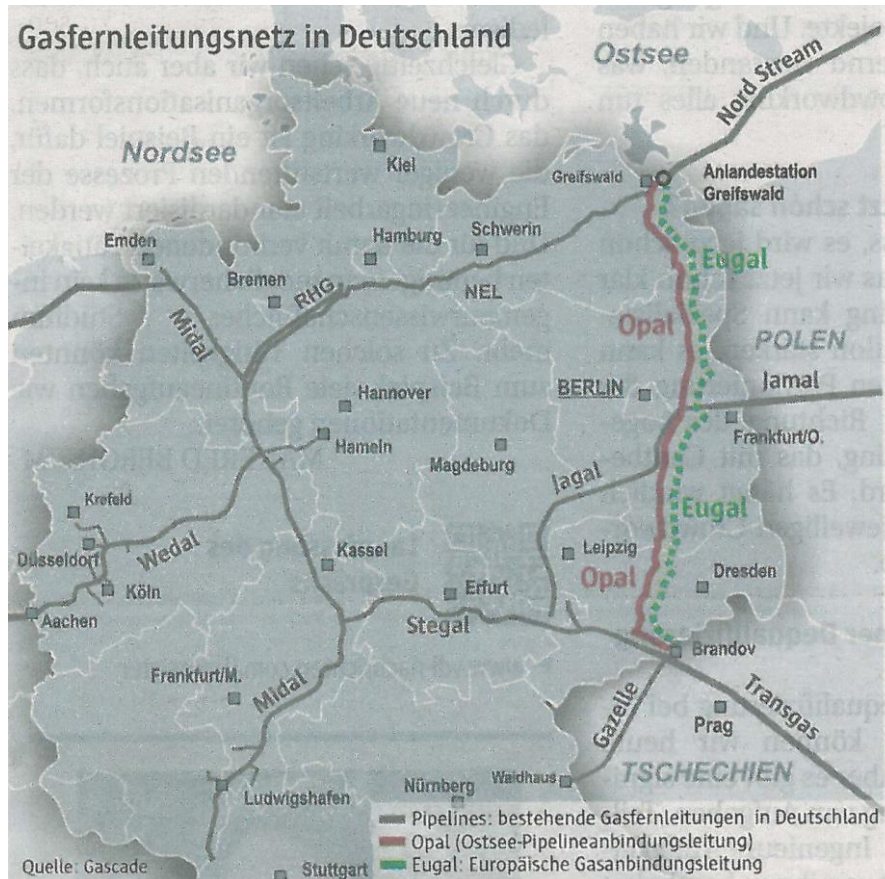 Gasfernleitungsnetz in Deutschland
Ostsee
Nord Stream
Nordsee
Kiel
Greifswald
Anlandestation
Greifswald
Emden
Hamburg
Schwerin
Bremen
RHG
NEL
Eugal
Midal
Opal
POLEN
Jamal
Hannover
BERLIN
Hameln
Magdeburg
Frankfurt/O.
Jagal
Krefeld
Eugal
Düsseldorf
Wedal
Kassel
Leipzig
Köln
Erfurt
Opal
Dresden
Aachen
Stegal
Brandov
Frankfurt/M.
Midal
Gazelle
Prag
Transgas
Waidhaus
TSCHECHIEN
Ludwigshafen
Nürnberg
Pipelines: bestehende Gasfernleitungen in Deutschland
Opal (Ostsee-Pipelineanbindungsleitung)
Eugal: Europäische Gasanbindungsleitung
Quelle: Gascade
Stuttgart